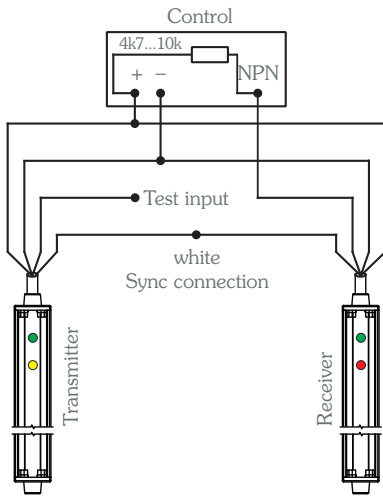 Control
4k7...10k
+ − NPN
Test input
white
Sync connection
Transmitter
Receiver